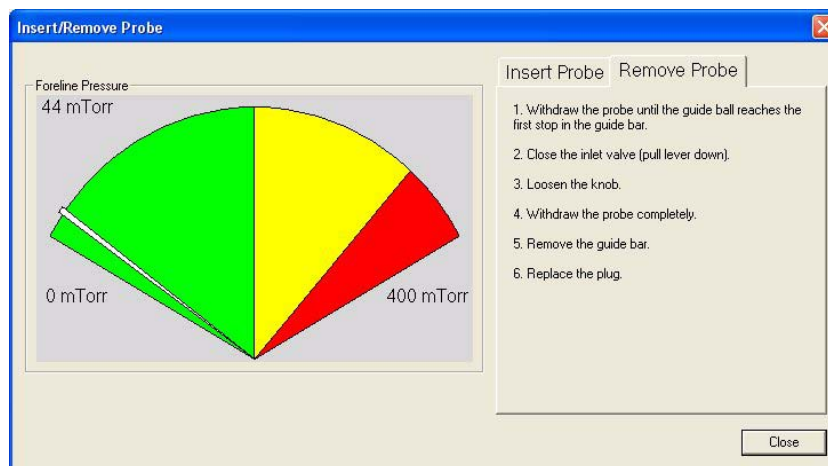 Insert/Remove Probe
Foreline Pressure
44 mTorr
0 mTorr
400 mTorr
Insert Probe
Remove Probe
1. Withdraw the probe until the guide ball reaches the
first stop in the guide bar.
2. Close the inlet valve (pull lever down).
3. Loosen the knob.
4. Withdraw the probe completely.
5. Remove the guide bar.
6. Replace the plug.
Close